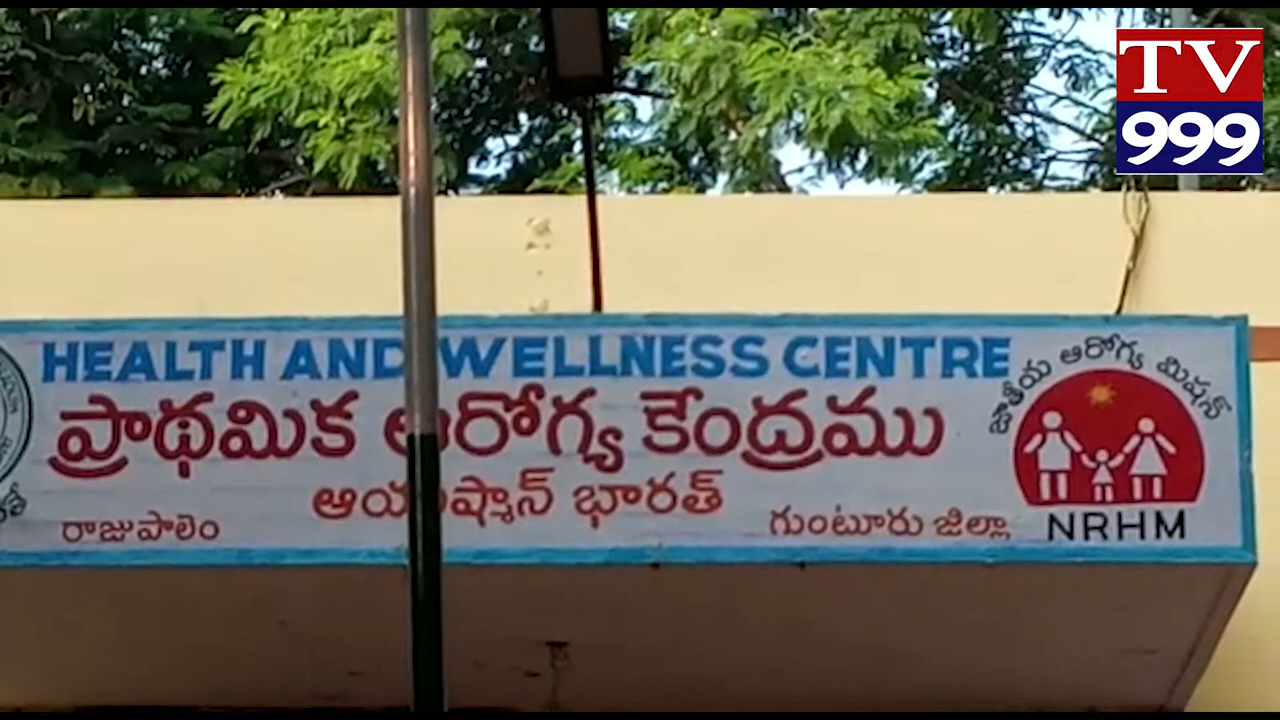 TV
999
HEALTH AND WELLNESS CENTRE
ప్రాథమిక ఆరోగ్య కేంద్రము
ఆయుష్మాన్ భారత్
రాజుపాలెం
గుంటూరు జిల్లా
జాతీయ ఆరోగ్య మిషన్
NRHM